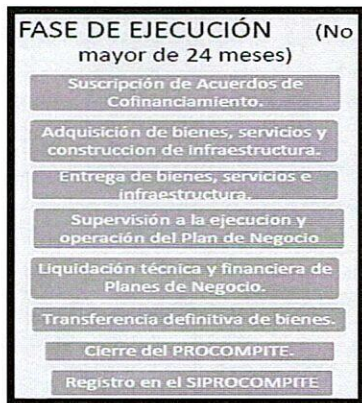 FASE DE EJECUCIÓN (No
mayor de 24 meses)
Suscripción de Acuerdos de
Cofinanciamiento.
Adquisición de bienes, servicios y
construccion de infraestructura.
Entrega de bienes, servicios e
infraestructura.
Supervisión a la ejecucion y
operación del Plan de Negocio
Liquidación técnica y financiera de
Planes de Negocio.
Transferencia definitiva de bienes.
Cierre del PROCOMPITE.
Registro en el SIPROCOMPITE